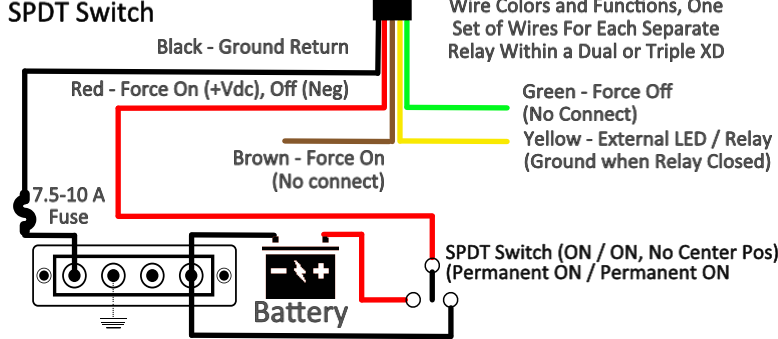 SPDT Switch
Wire Colors and Functions, One
Set of Wires For Each Separate
Relay Within a Dual or Triple XD
Black - Ground Return
Red - Force On (+Vdc), Off (Neg)
Green - Force Off
(No Connect)
Yellow - External LED / Relay
(Ground when Relay Closed)
Brown - Force On
(No connect)
7.5-10 A
Fuse
SPDT Switch (ON / ON, No Center Pos)
(Permanent ON / Permanent ON
- +
Battery